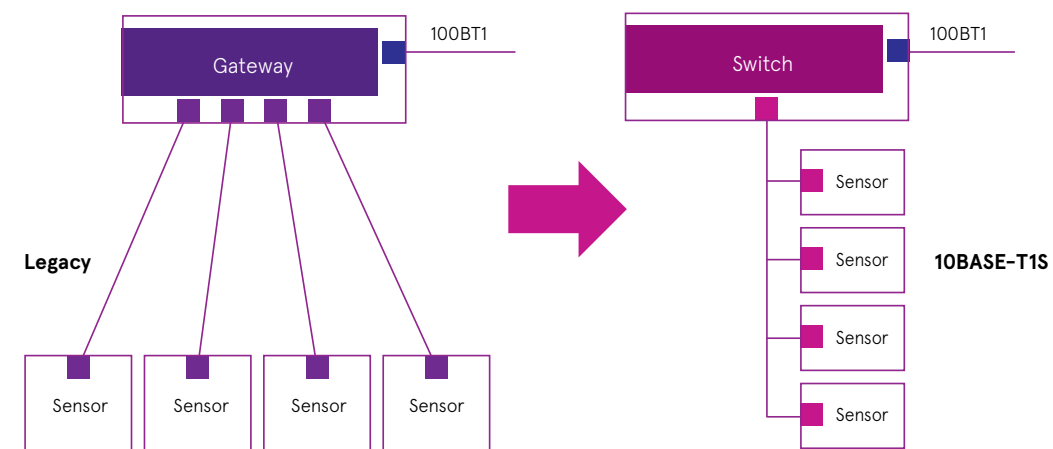 100BT1
Gateway
Legacy
Sensor
Sensor
Sensor
Sensor
100BT1
Switch
Sensor
Sensor
Sensor
Sensor
10BASE-T1S